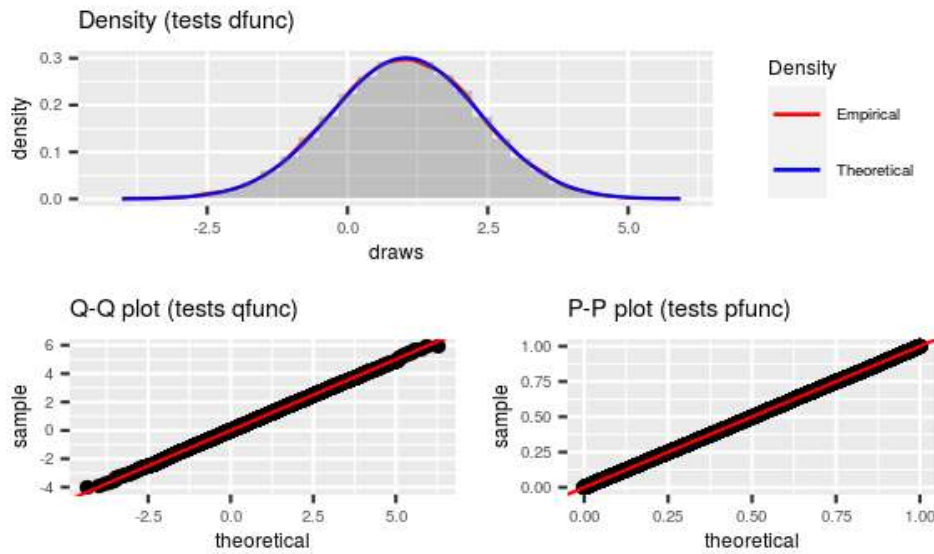 Density (tests dfunc)
0.3
0.2
0.1
0.0
density
-2.5 0.0 2.5 5.0
draws
Density
Empirical
Theoretical
Q-Q plot (tests qfunc)
6
4
2
0
-2
-4
sample
-2.5 0.0 2.5 5.0
theoretical
P-P plot (tests pfunc)
1.00
0.75
0.50
0.25
0.00
sample
0.00 0.25 0.50 0.75 1.00
theoretical